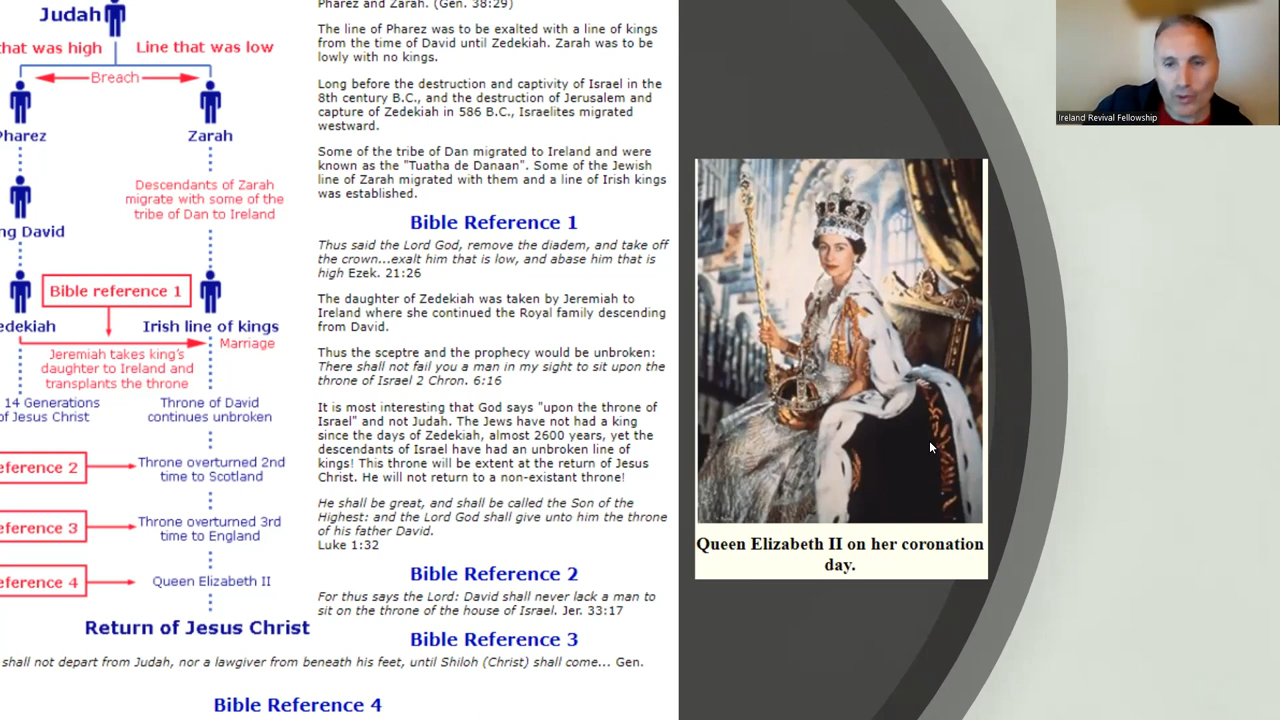 Judah
that was high
Line that was low
Breach
Pharez
Zarah
Descendants of Zarah
migrate with some of the
tribe of Dan to Ireland
ng David
Bible reference 1
edekiah
Irish line of kings
Marriage
Jeremiah takes king's
daughter to Ireland and
transplants the throne
14 Generations
of Jesus Christ
Throne of David
continues unbroken
eference 2
Throne overturned 2nd
time to Scotland
eference 3
Throne overturned 3rd
time to England
eference 4
Queen Elizabeth II
Return of Jesus Christ
Pharez and Zarah. (Gen. 38:29)
The line of Pharez was to be exalted with a line of kings
from the time of David until Zedekiah. Zarah was to be
lowly with no kings.
Long before the destruction and captivity of Israel in the
8th century B.C., and the destruction of Jerusalem and
capture of Zedekiah in 586 B.C., Israelites migrated
westward.
Some of the tribe of Dan migrated to Ireland and were
known as the "Tuatha de Danaan". Some of the Jewish
line of Zarah migrated with them and a line of Irish kings
was established.
Bible Reference 1
Thus said the Lord God, remove the diadem, and take off
the crown...exalt him that is low, and abase him that is
high Ezek. 21:26
The daughter of Zedekiah was taken by Jeremiah to
Ireland where she continued the Royal family descending
from David.
Thus the sceptre and the prophecy would be unbroken:
There shall not fail you a man in my sight to sit upon the
throne of Israel 2 Chron. 6:16
It is most interesting that God says "upon the throne of
Israel" and not Judah. The Jews have not had a king
since the days of Zedekiah, almost 2600 years, yet the
descendants of Israel have had an unbroken line of
kings! This throne will be extent at the return of Jesus
Christ. He will not return to a non-existant throne!
He shall be great, and shall be called the Son of the
Highest: and the Lord God shall give unto him the throne
of his father David.
Luke 1:32
Bible Reference 2
For thus says the Lord: David shall never lack a man to
sit on the throne of the house of Israel. Jer. 33:17
Bible Reference 3
shall not depart from Judah, nor a lawgiver from beneath his feet, until Shiloh (Christ) shall come... Gen.
Bible Reference 4
Queen Elizabeth II on her coronation
day.
Ireland Revival Fellowship